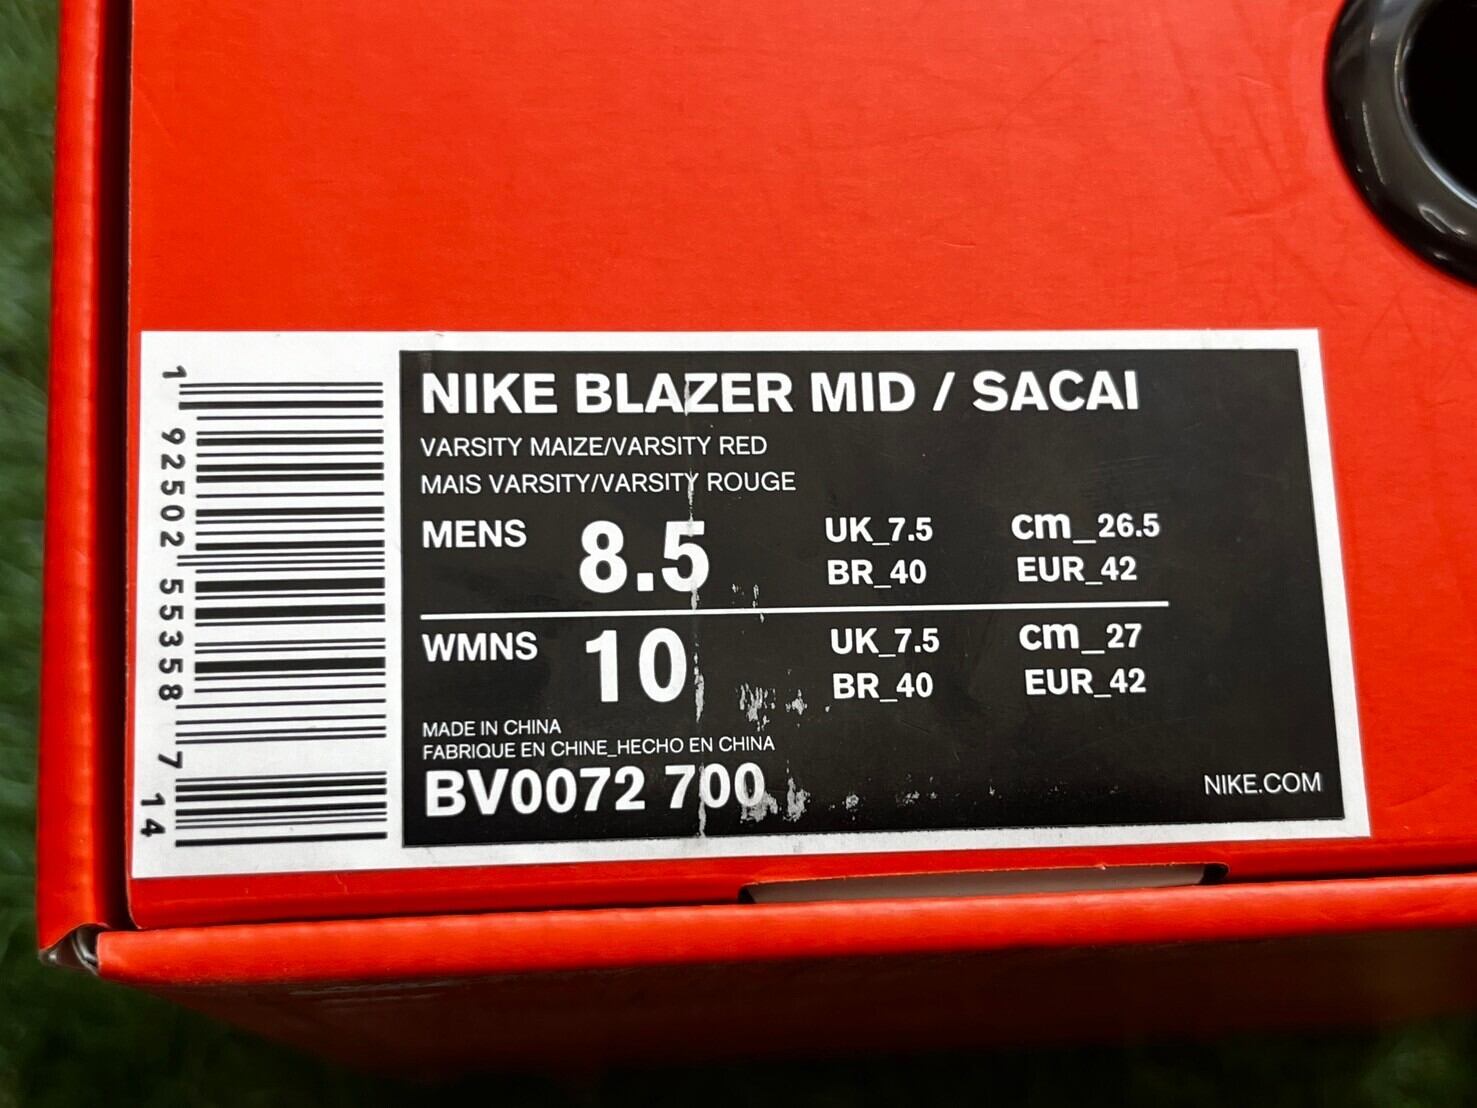 1 92502 55358 7 14
NIKE BLAZER MID / SACAI
VARSITY MAIZE/VARSITY RED
MAIS VARSITY/VARSITY ROUGE
MENS 8.5 UK_7.5 cm_26.5
BR_40 EUR_42
WMNS 10 UK_7.5 cm_27
BR_40 EUR_42
MADE IN CHINA
FABRIQUE EN CHINE_HECHO EN CHINA
BV0072 700 NIKE.COM